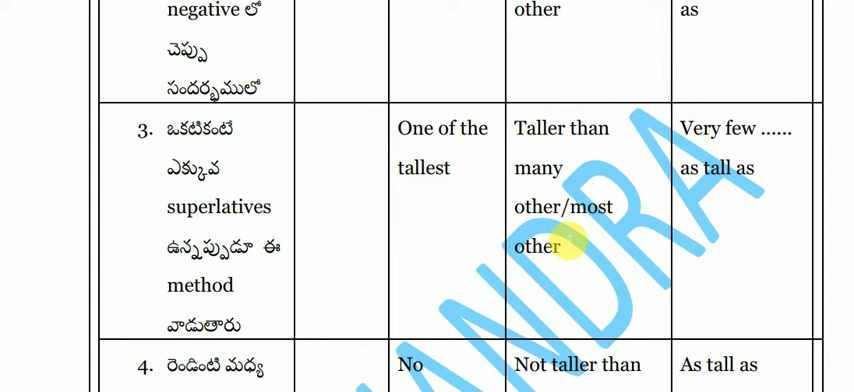 negative లో
చెప్పు
సందర్భములో
other
as
3. ఒకటికంటే
ఎక్కువ
superlatives
ఉన్నప్పుడూ ఈ
method
వాడుతారు
One of the
tallest
Taller than
many
other/most
other
Very few ......
as tall as
4. రెండింటి మధ్య
No
Not taller than
As tall as
ANDRA